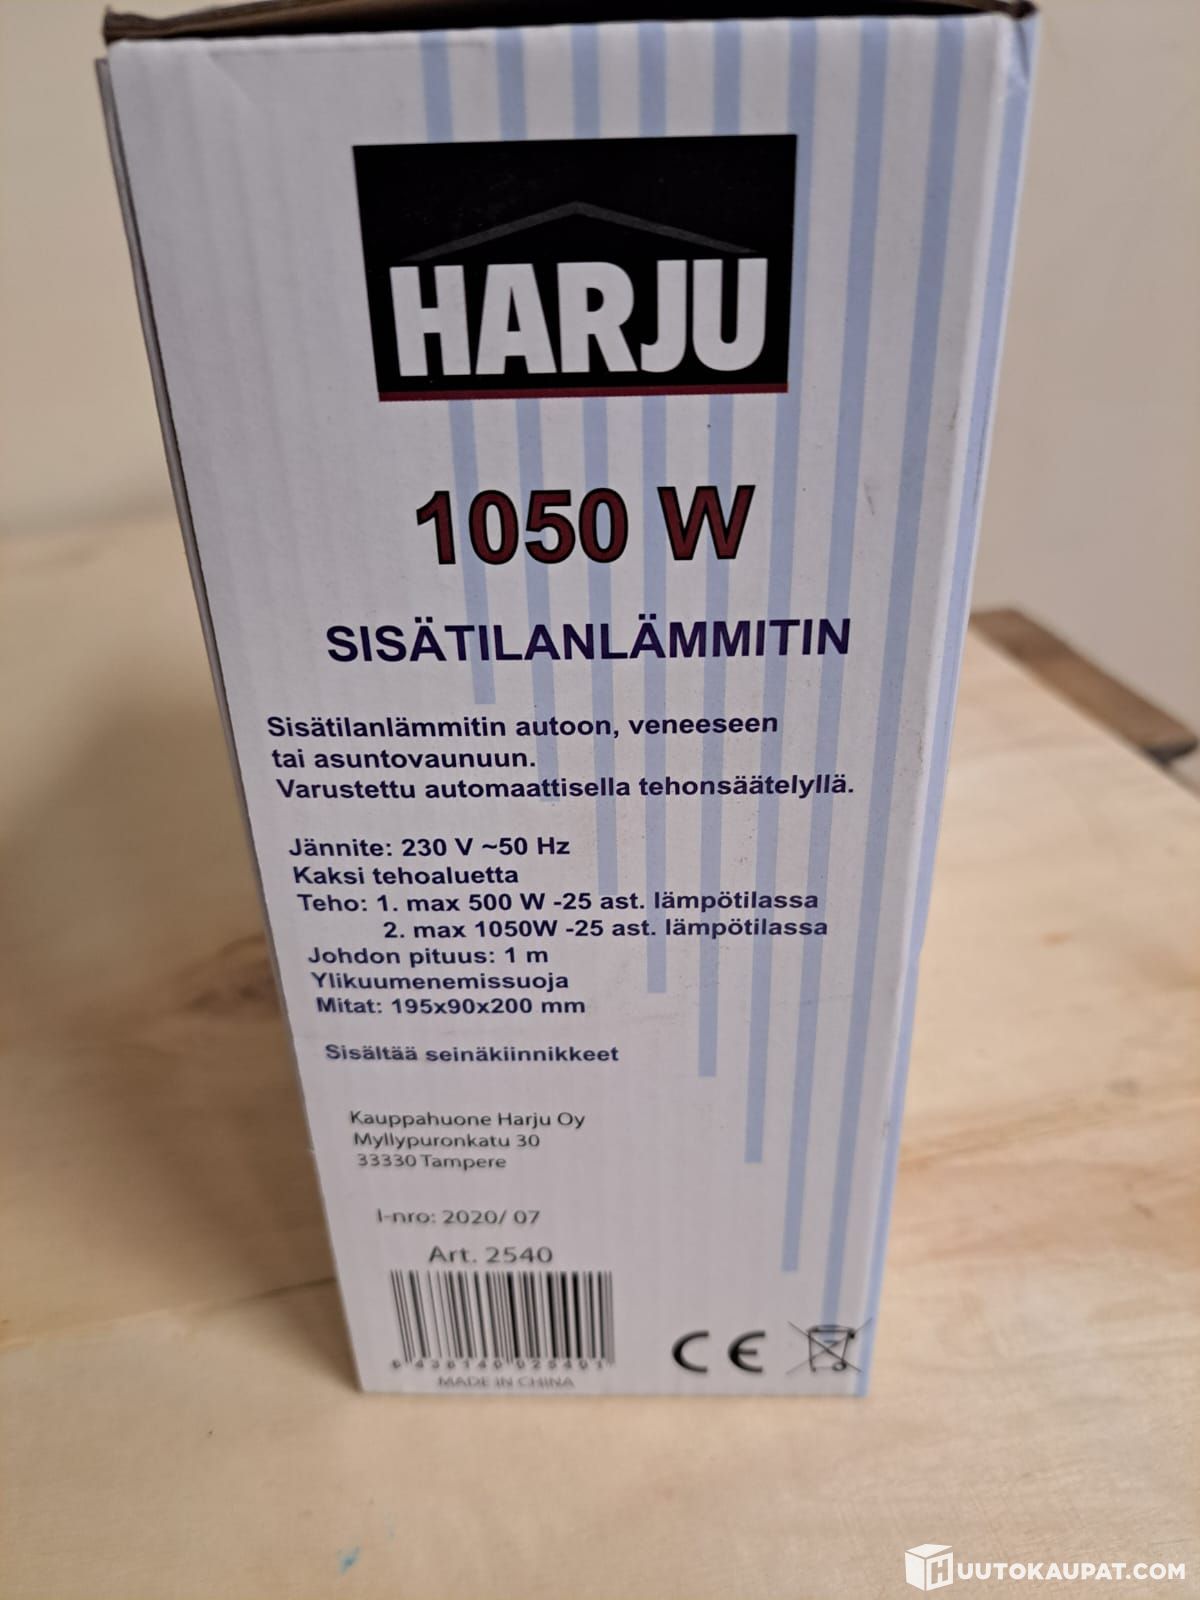 HARJU
1050 W
SISÄTILANLÄMMITIN
Sisätilanlämmitin autoon, veneeseen
tai asuntovaunuun.
Varustettu automaattisella tehonsäätelyllä.
Jännite: 230 V ~50 Hz
Kaksi tehoaluetta
Teho: 1. max 500 W -25 ast. lämpötilassa
2. max 1050W -25 ast. lämpötilassa
Johdon pituus: 1 m
Ylikuumenemissuoja
Mitat: 195x90x200 mm
Sisältää seinäkiinnikkeet
Kauppahuone Harju Oy
Myllypuronkatu 30
33330 Tampere
I-nro: 2020/ 07
Art. 2540
6 438140 025401
MADE IN CHINA
CE
HUUTOKAUPAT.COM